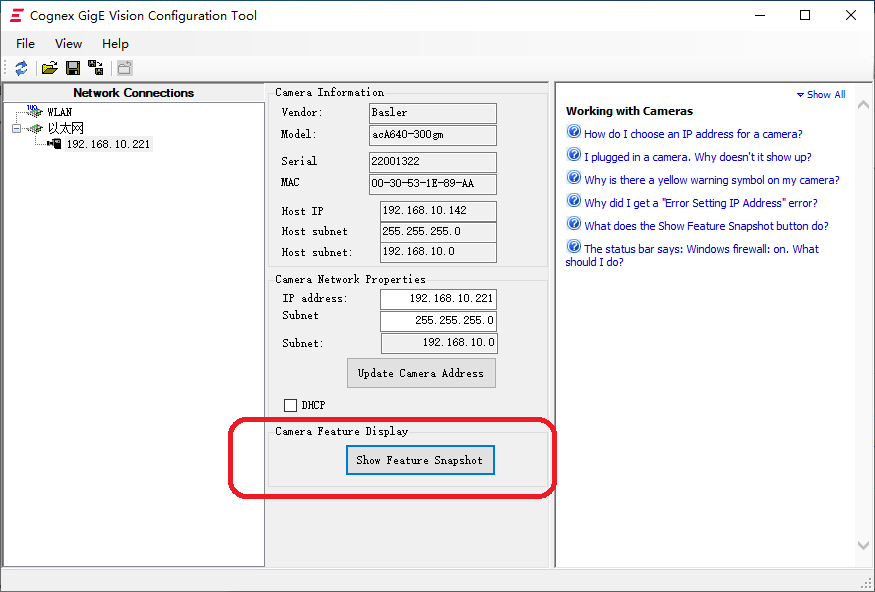 Cognex GigE Vision Configuration Tool
File View Help
Network Connections
WLAN
以太网
192.168.10.221
Camera Information
Vendor: Basler
Model: acA640-300gm
Serial 22001322
MAC 00-30-53-1E-89-AA
Host IP 192.168.10.142
Host subnet 255.255.255.0
Host subnet: 192.168.10.0
Camera Network Properties
IP address: 192.168.10.221
Subnet 255.255.255.0
Subnet: 192.168.10.0
Update Camera Address
DHCP
Camera Feature Display
Show Feature Snapshot
Show All
Working with Cameras
How do I choose an IP address for a camera?
I plugged in a camera. Why doesn't it show up?
Why is there a yellow warning symbol on my camera?
Why did I get a "Error Setting IP Address" error?
What does the Show Feature Snapshot button do?
The status bar says: Windows firewall: on. What
should I do?